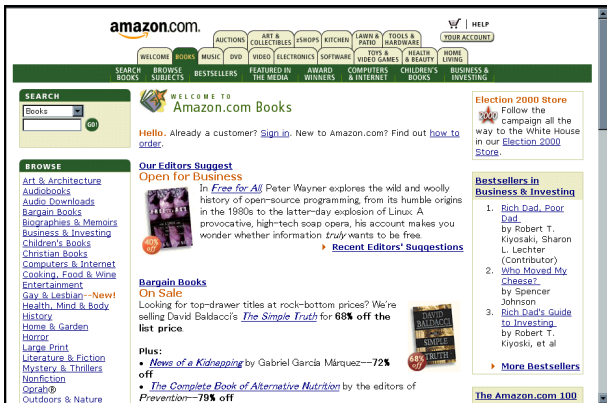 amazon.com.
HELP
YOUR ACCOUNT
AUCTIONS
ART & COLLECTIBLES
zSHOPS
KITCHEN
LAWN & PATIO
TOOLS & HARDWARE
WELCOME
BOOKS
MUSIC
DVD
VIDEO
ELECTRONICS
SOFTWARE
TOYS & VIDEO GAMES
HEALTH & BEAUTY
HOME LIVING
SEARCH BOOKS
BROWSE SUBJECTS
BESTSELLERS
FEATURED IN THE MEDIA
AWARD WINNERS
COMPUTERS & INTERNET
CHILDREN'S BOOKS
BUSINESS & INVESTING
SEARCH
Books
GO!
BROWSE
Art & Architecture
Audiobooks
Audio Downloads
Bargain Books
Biographies & Memoirs
Business & Investing
Children's Books
Christian Books
Computers & Internet
Cooking, Food & Wine
Entertainment
Gay & Lesbian--New!
Health, Mind & Body
History
Home & Garden
Horror
Large Print
Literature & Fiction
Mystery & Thrillers
Nonfiction
Oprah®
Outdoors & Nature
WELCOME TO
Amazon.com Books
Hello. Already a customer? Sign in. New to Amazon.com? Find out how to
order.
Our Editors Suggest
Open for Business
In Free for All, Peter Wayner explores the wild and woolly
history of open-source programming, from its humble origins
in the 1980s to the latter-day explosion of Linux. A
provocative, high-tech soap opera, his account makes you
wonder whether information truly wants to be free.
40% off
Recent Editors' Suggestions
Bargain Books
On Sale
Looking for top-drawer titles at rock-bottom prices? We're
selling David Baldacci's The Simple Truth for 68% off the
list price.
DAVID
BALDACCI
THE
SIMPLE
TRUTH
68% off
Plus:
• News of a Kidnapping by Gabriel García Márquez--72%
off
• The Complete Book of Alternative Nutrition by the editors of
Prevention--79% off
Election 2000 Store
2000
Follow the
campaign all the
way to the White House
in our Election 2000
Store.
Bestsellers in
Business & Investing
1. Rich Dad, Poor
Dad
by Robert T.
Kiyosaki, Sharon
L. Lechter
(Contributor)
2. Who Moved My
Cheese?
by Spencer
Johnson
3. Rich Dad's Guide
to Investing
by Robert T.
Kiyosaki, et al
More Bestsellers
The Amazon.com 100